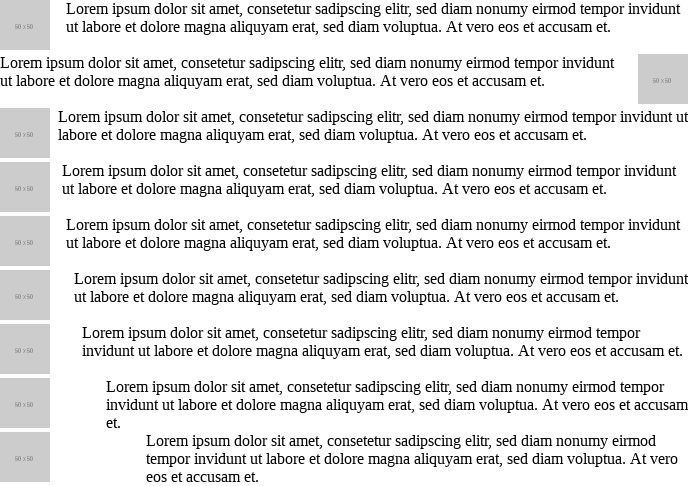 50 x 50
Lorem ipsum dolor sit amet, consetetur sadipscing elitr, sed diam nonumy eirmod tempor invidunt
ut labore et dolore magna aliquyam erat, sed diam voluptua. At vero eos et accusam et.
Lorem ipsum dolor sit amet, consetetur sadipscing elitr, sed diam nonumy eirmod tempor invidunt
ut labore et dolore magna aliquyam erat, sed diam voluptua. At vero eos et accusam et.
50 x 50
50 x 50
Lorem ipsum dolor sit amet, consetetur sadipscing elitr, sed diam nonumy eirmod tempor invidunt ut
labore et dolore magna aliquyam erat, sed diam voluptua. At vero eos et accusam et.
50 x 50
Lorem ipsum dolor sit amet, consetetur sadipscing elitr, sed diam nonumy eirmod tempor invidunt
ut labore et dolore magna aliquyam erat, sed diam voluptua. At vero eos et accusam et.
50 x 50
Lorem ipsum dolor sit amet, consetetur sadipscing elitr, sed diam nonumy eirmod tempor invidunt
ut labore et dolore magna aliquyam erat, sed diam voluptua. At vero eos et accusam et.
50 x 50
Lorem ipsum dolor sit amet, consetetur sadipscing elitr, sed diam nonumy eirmod tempor invidunt
ut labore et dolore magna aliquyam erat, sed diam voluptua. At vero eos et accusam et.
50 x 50
Lorem ipsum dolor sit amet, consetetur sadipscing elitr, sed diam nonumy eirmod tempor
invidunt ut labore et dolore magna aliquyam erat, sed diam voluptua. At vero eos et accusam et.
50 x 50
Lorem ipsum dolor sit amet, consetetur sadipscing elitr, sed diam nonumy eirmod tempor
invidunt ut labore et dolore magna aliquyam erat, sed diam voluptua. At vero eos et accusam
et.
50 x 50
Lorem ipsum dolor sit amet, consetetur sadipscing elitr, sed diam nonumy eirmod
tempor invidunt ut labore et dolore magna aliquyam erat, sed diam voluptua. At vero
eos et accusam et.